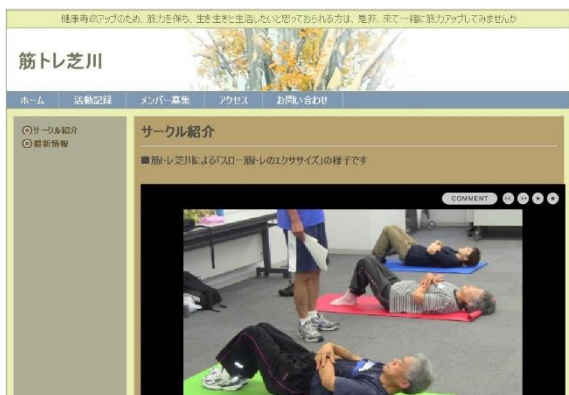 健康寿命アップのため、筋力を保ち、生き生きと生活したいと思っておられる方は、是非、来て一緒に筋力アップしてみませんか
筋トレ芝川
ホーム 活動記録 メンバー募集 アクセス お問い合わせ
サークル紹介
最新情報
サークル紹介
■筋トレ芝川による「スロー筋トレのエクササイズ」の様子です
COMMENT